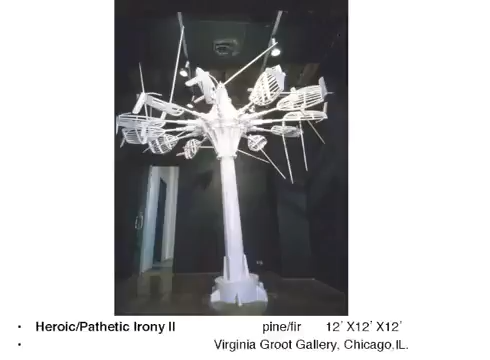 • Heroic/Pathetic Irony II pine/fir 12’ X12’ X12’
• Virginia Groot Gallery, Chicago,IL.